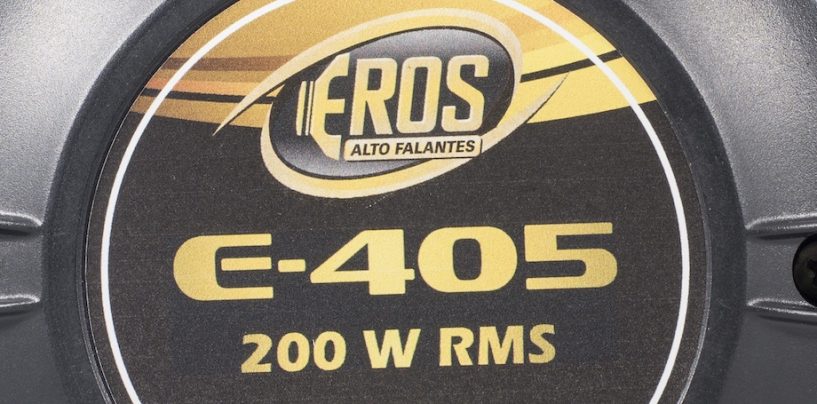 EROS
ALTO FALANTES
E-405
200 W RMS